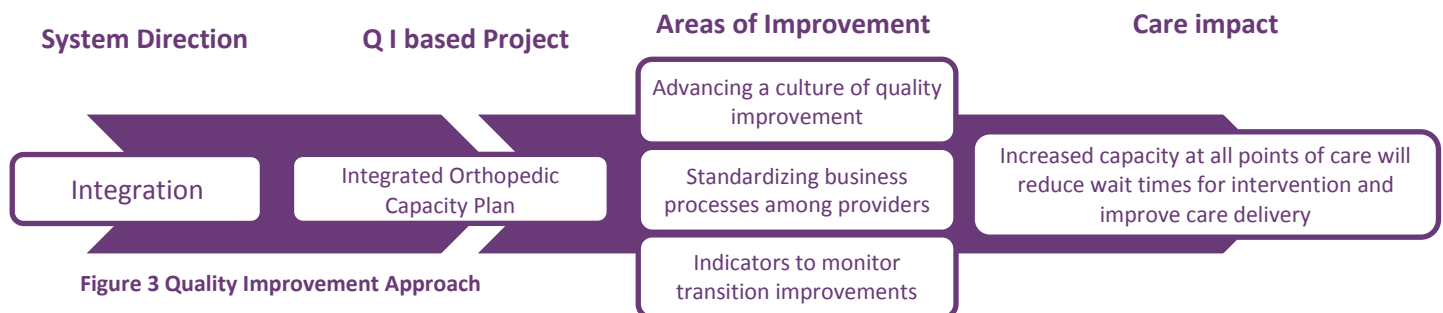 System Direction
Q I based Project
Areas of Improvement
Care impact
Integration
Integrated Orthopedic
Capacity Plan
Advancing a culture of quality
improvement
Standardizing business
processes among providers
Indicators to monitor
transition improvements
Increased capacity at all points of care will
reduce wait times for intervention and
improve care delivery
Figure 3 Quality Improvement Approach